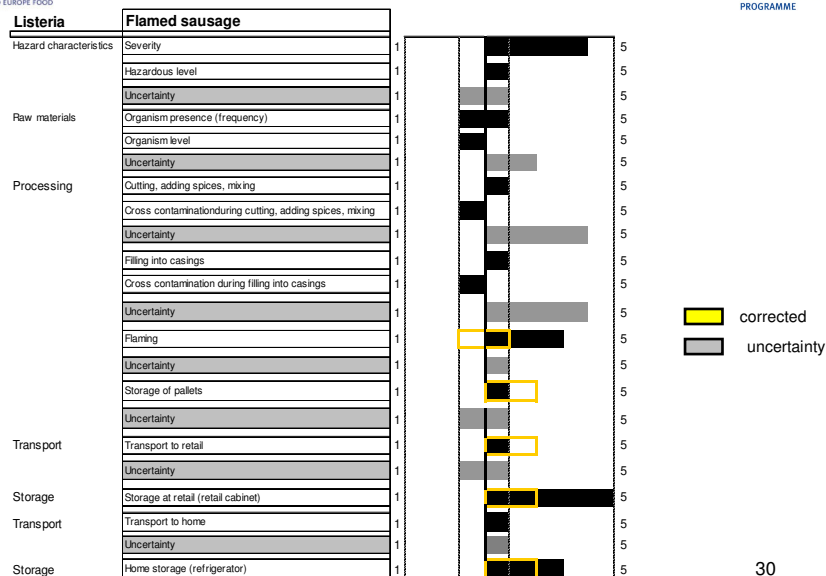 EUROPE FOOD
PROGRAMME
Listeria Flamed sausage
Hazard characteristics Severity 1 5
Hazardous level 1 5
Uncertainty 1 5
Raw materials Organism presence (frequency) 1 5
Organism level 1 5
Uncertainty 1 5
Processing Cutting, adding spices, mixing 1 5
Cross contaminationduring cutting, adding spices, mixing 1 5
Uncertainty 1 5
Filling into casings 1 5
Cross contamination during filling into casings 1 5
Uncertainty 1 5
corrected
Flaming 1 5
uncertainty
Uncertainty 1 5
Storage of pallets 1 5
Uncertainty 1 5
Transport Transport to retail 1 5
Uncertainty 1 5
Storage Storage at retail (retail cabinet) 1 5
Transport Transport to home 1 5
Uncertainty 1 5
Storage Home storage (refrigerator) 1 5
30